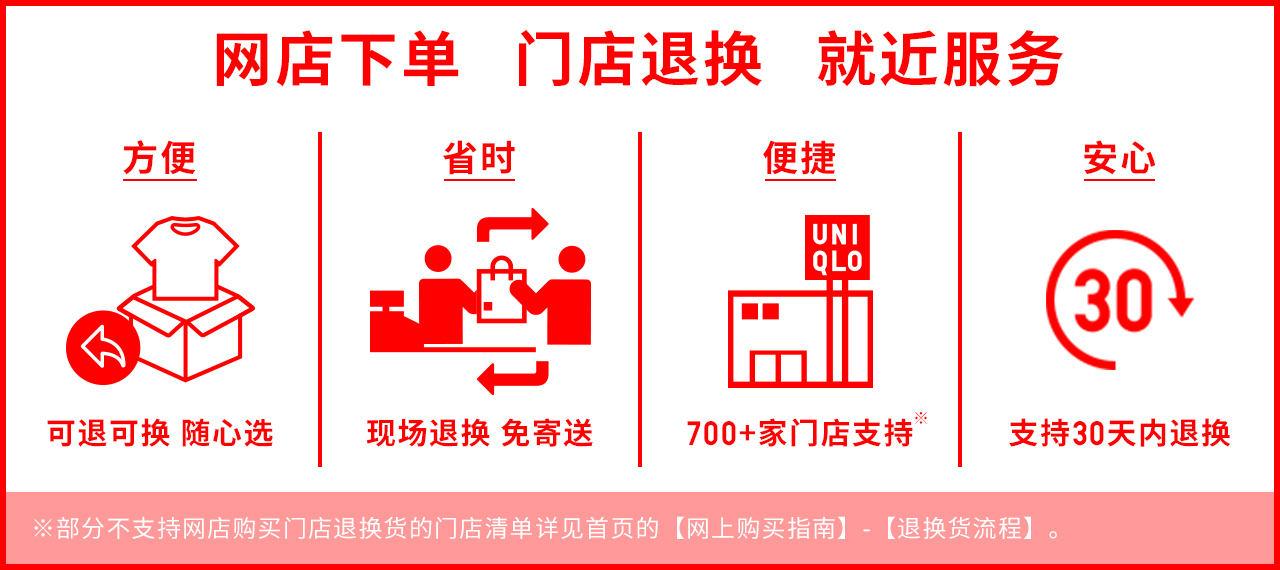 网店下单 门店退换 就近服务
方便
省时
便捷
安心
UNI
QLO
30
可退可换 随心选
现场退换 免寄送
700+家门店支持※
支持30天内退换
※部分不支持网店购买门店退换货的门店清单详见首页的【网上购买指南】-【退换货流程】。